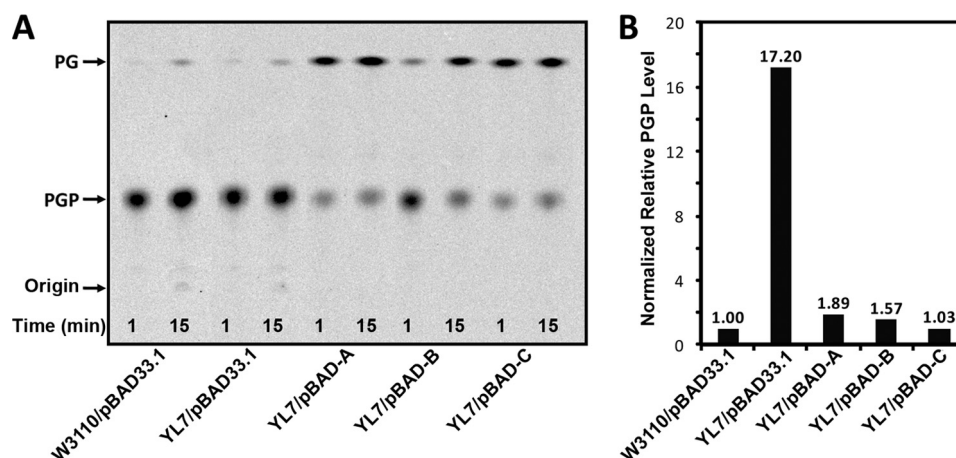 A
PG
PGP
Origin
Time (min) 1 15 1 15 1 15 1 15 1 15
W3110/pBAD33.1
YL7/pBAD33.1
YL7/pBAD-A
YL7/pBAD-B
YL7/pBAD-C
B
Normalized Relative PGP Level
20
16
12
8
4
0
1.00
17.20
1.89
1.57
1.03
W3110/pBAD33.1
YL7/pBAD33.1
YL7/pBAD-A
YL7/pBAD-B
YL7/pBAD-C